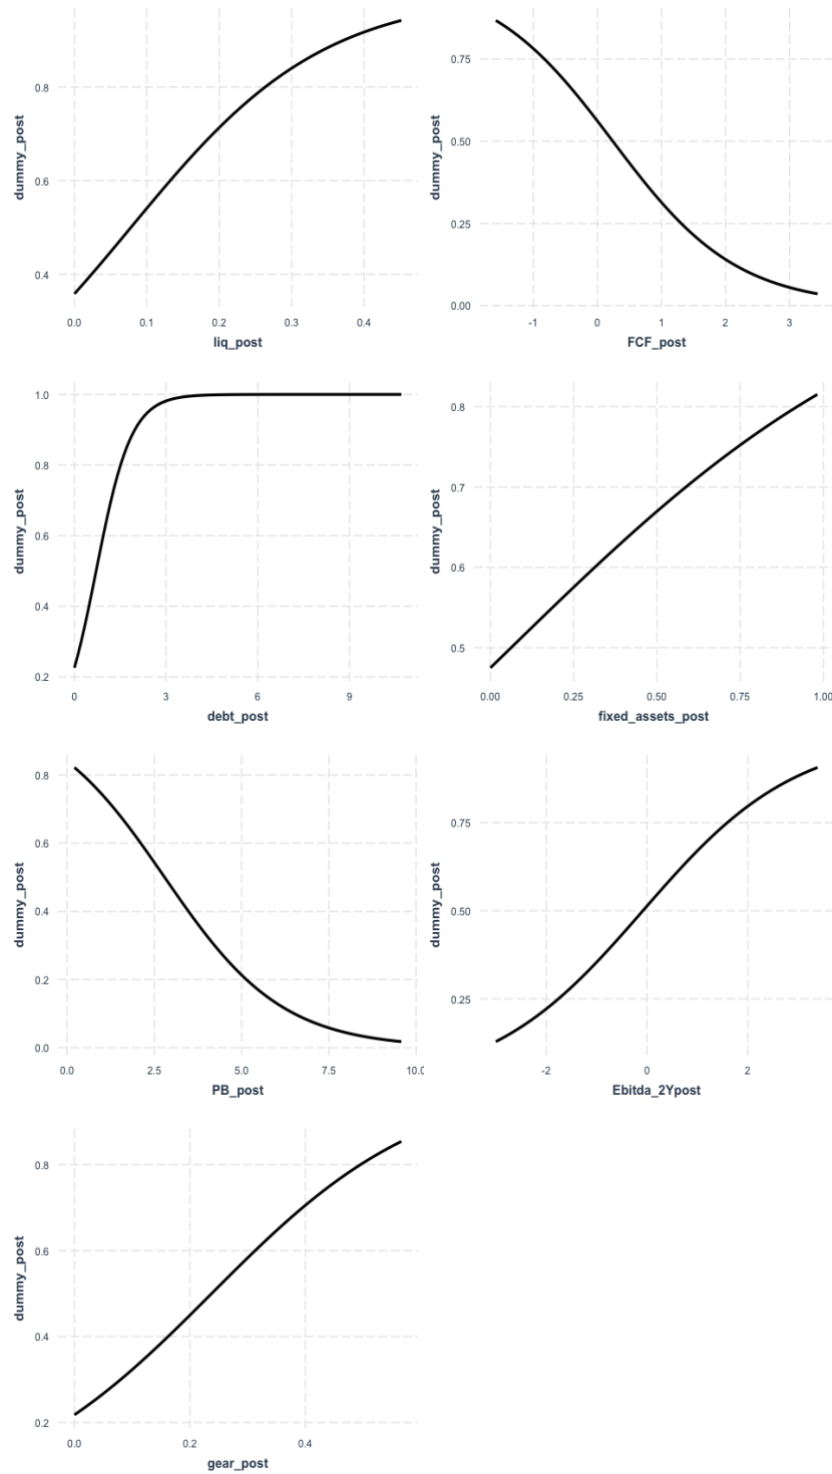 dummy_post
0.8
0.6
0.4
0.0 0.1 0.2 0.3 0.4
liq_post
dummy_post
0.75
0.50
0.25
0.00
-1 0 1 2 3
FCF_post
dummy_post
1.0
0.8
0.6
0.4
0.2
0 3 6 9
debt_post
dummy_post
0.8
0.7
0.6
0.5
0.00 0.25 0.50 0.75 1.00
fixed_assets_post
dummy_post
0.8
0.6
0.4
0.2
0.0
0.0 2.5 5.0 7.5 10.0
PB_post
dummy_post
0.75
0.50
0.25
-2 0 2
Ebitda_2Ypost
dummy_post
0.8
0.6
0.4
0.2
0.0 0.2 0.4
gear_post